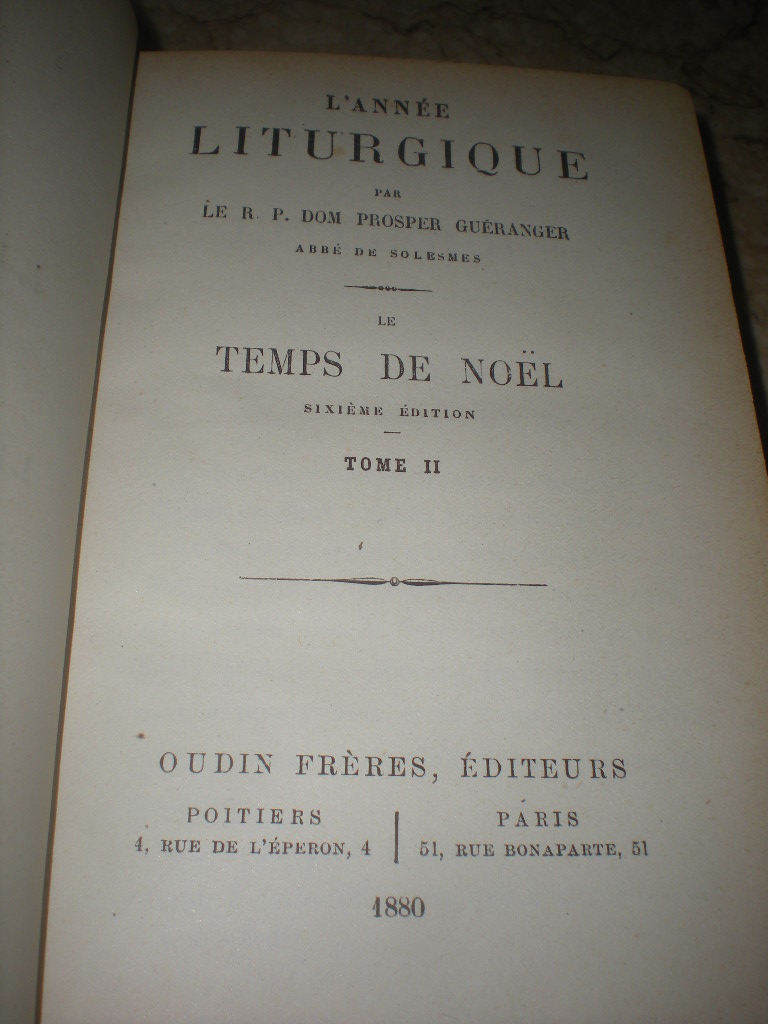 L'ANNÉE
LITURGIQUE
PAR
LE R. P. DOM PROSPER GUÉRANGER
ABBÉ DE SOLESMES
LE
TEMPS DE NOËL
SIXIÈME ÉDITION
TOME II
OUDIN FRÈRES, ÉDITEURS
POITIERS
4, RUE DE L'ÉPERON, 4
PARIS
51, RUE BONAPARTE, 51
1880